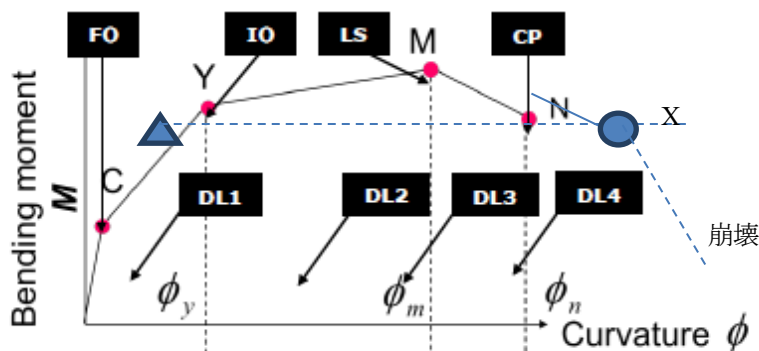 FO
IO
LS
M
CP
Y
N
X
C
DL1
DL2
DL3
DL4
崩壊
Bending moment
M
ϕy
ϕm
ϕn
Curvature ϕ